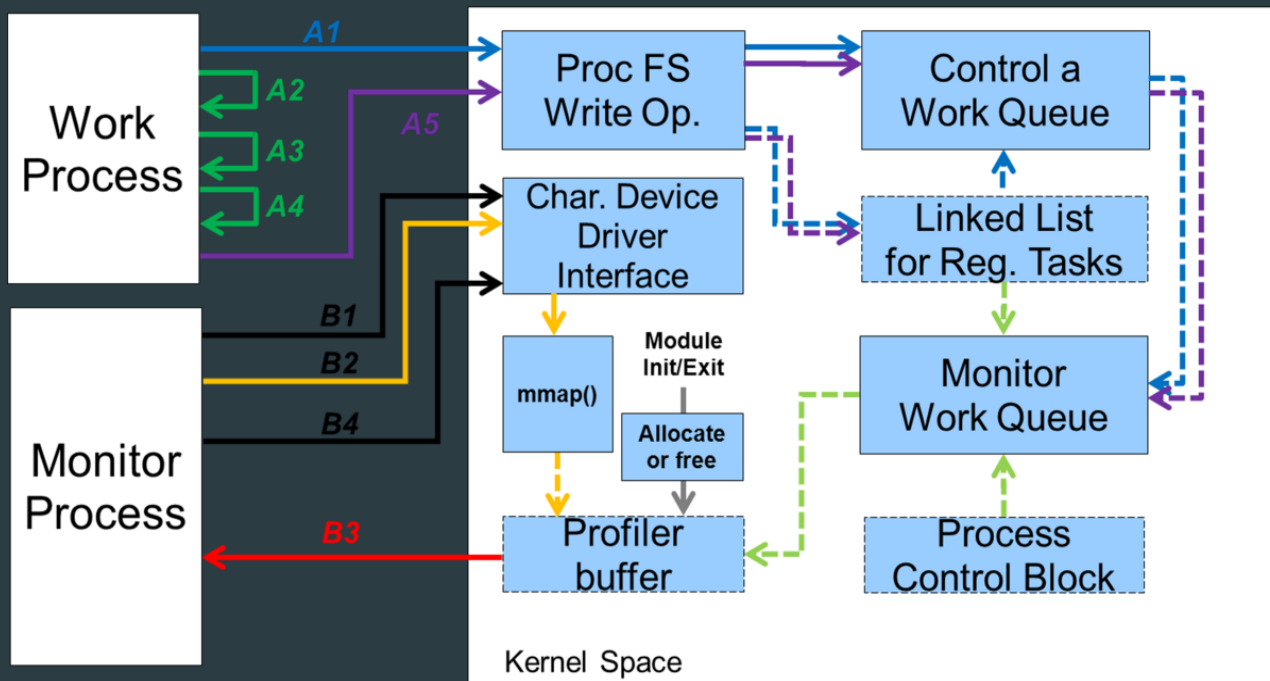 Work
Process
A1
A2
A3
A4
A5
Proc FS
Write Op.
Control a
Work Queue
Char. Device
Driver
Interface
Linked List
for Reg. Tasks
Monitor
Process
B1
B2
B4
B3
mmap()
Module
Init/Exit
Allocate
or free
Monitor
Work Queue
Profiler
buffer
Process
Control Block
Kernel Space